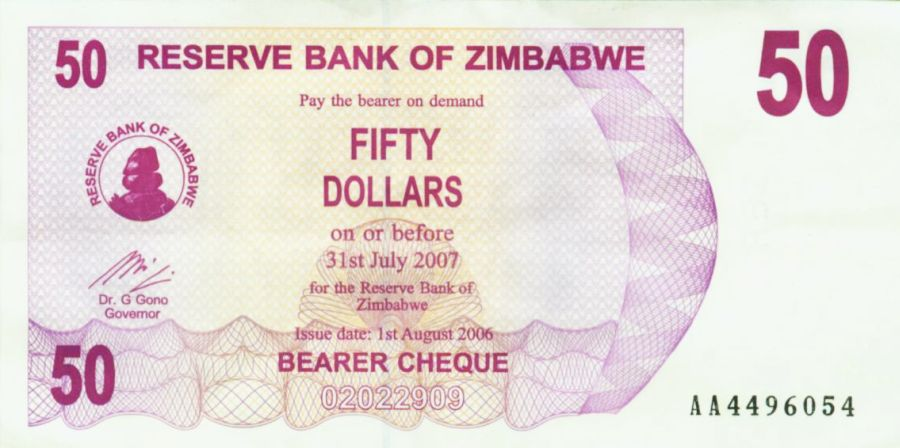 50
RESERVE BANK OF ZIMBABWE
50
Pay the bearer on demand
FIFTY
DOLLARS
RESERVE BANK OF ZIMBABWE
on or before
31st July 2007
for the Reserve Bank of
Zimbabwe
Dr. G Gono
Governor
Issue date: 1st August 2006
50
BEARER CHEQUE
02022909
AA4496054